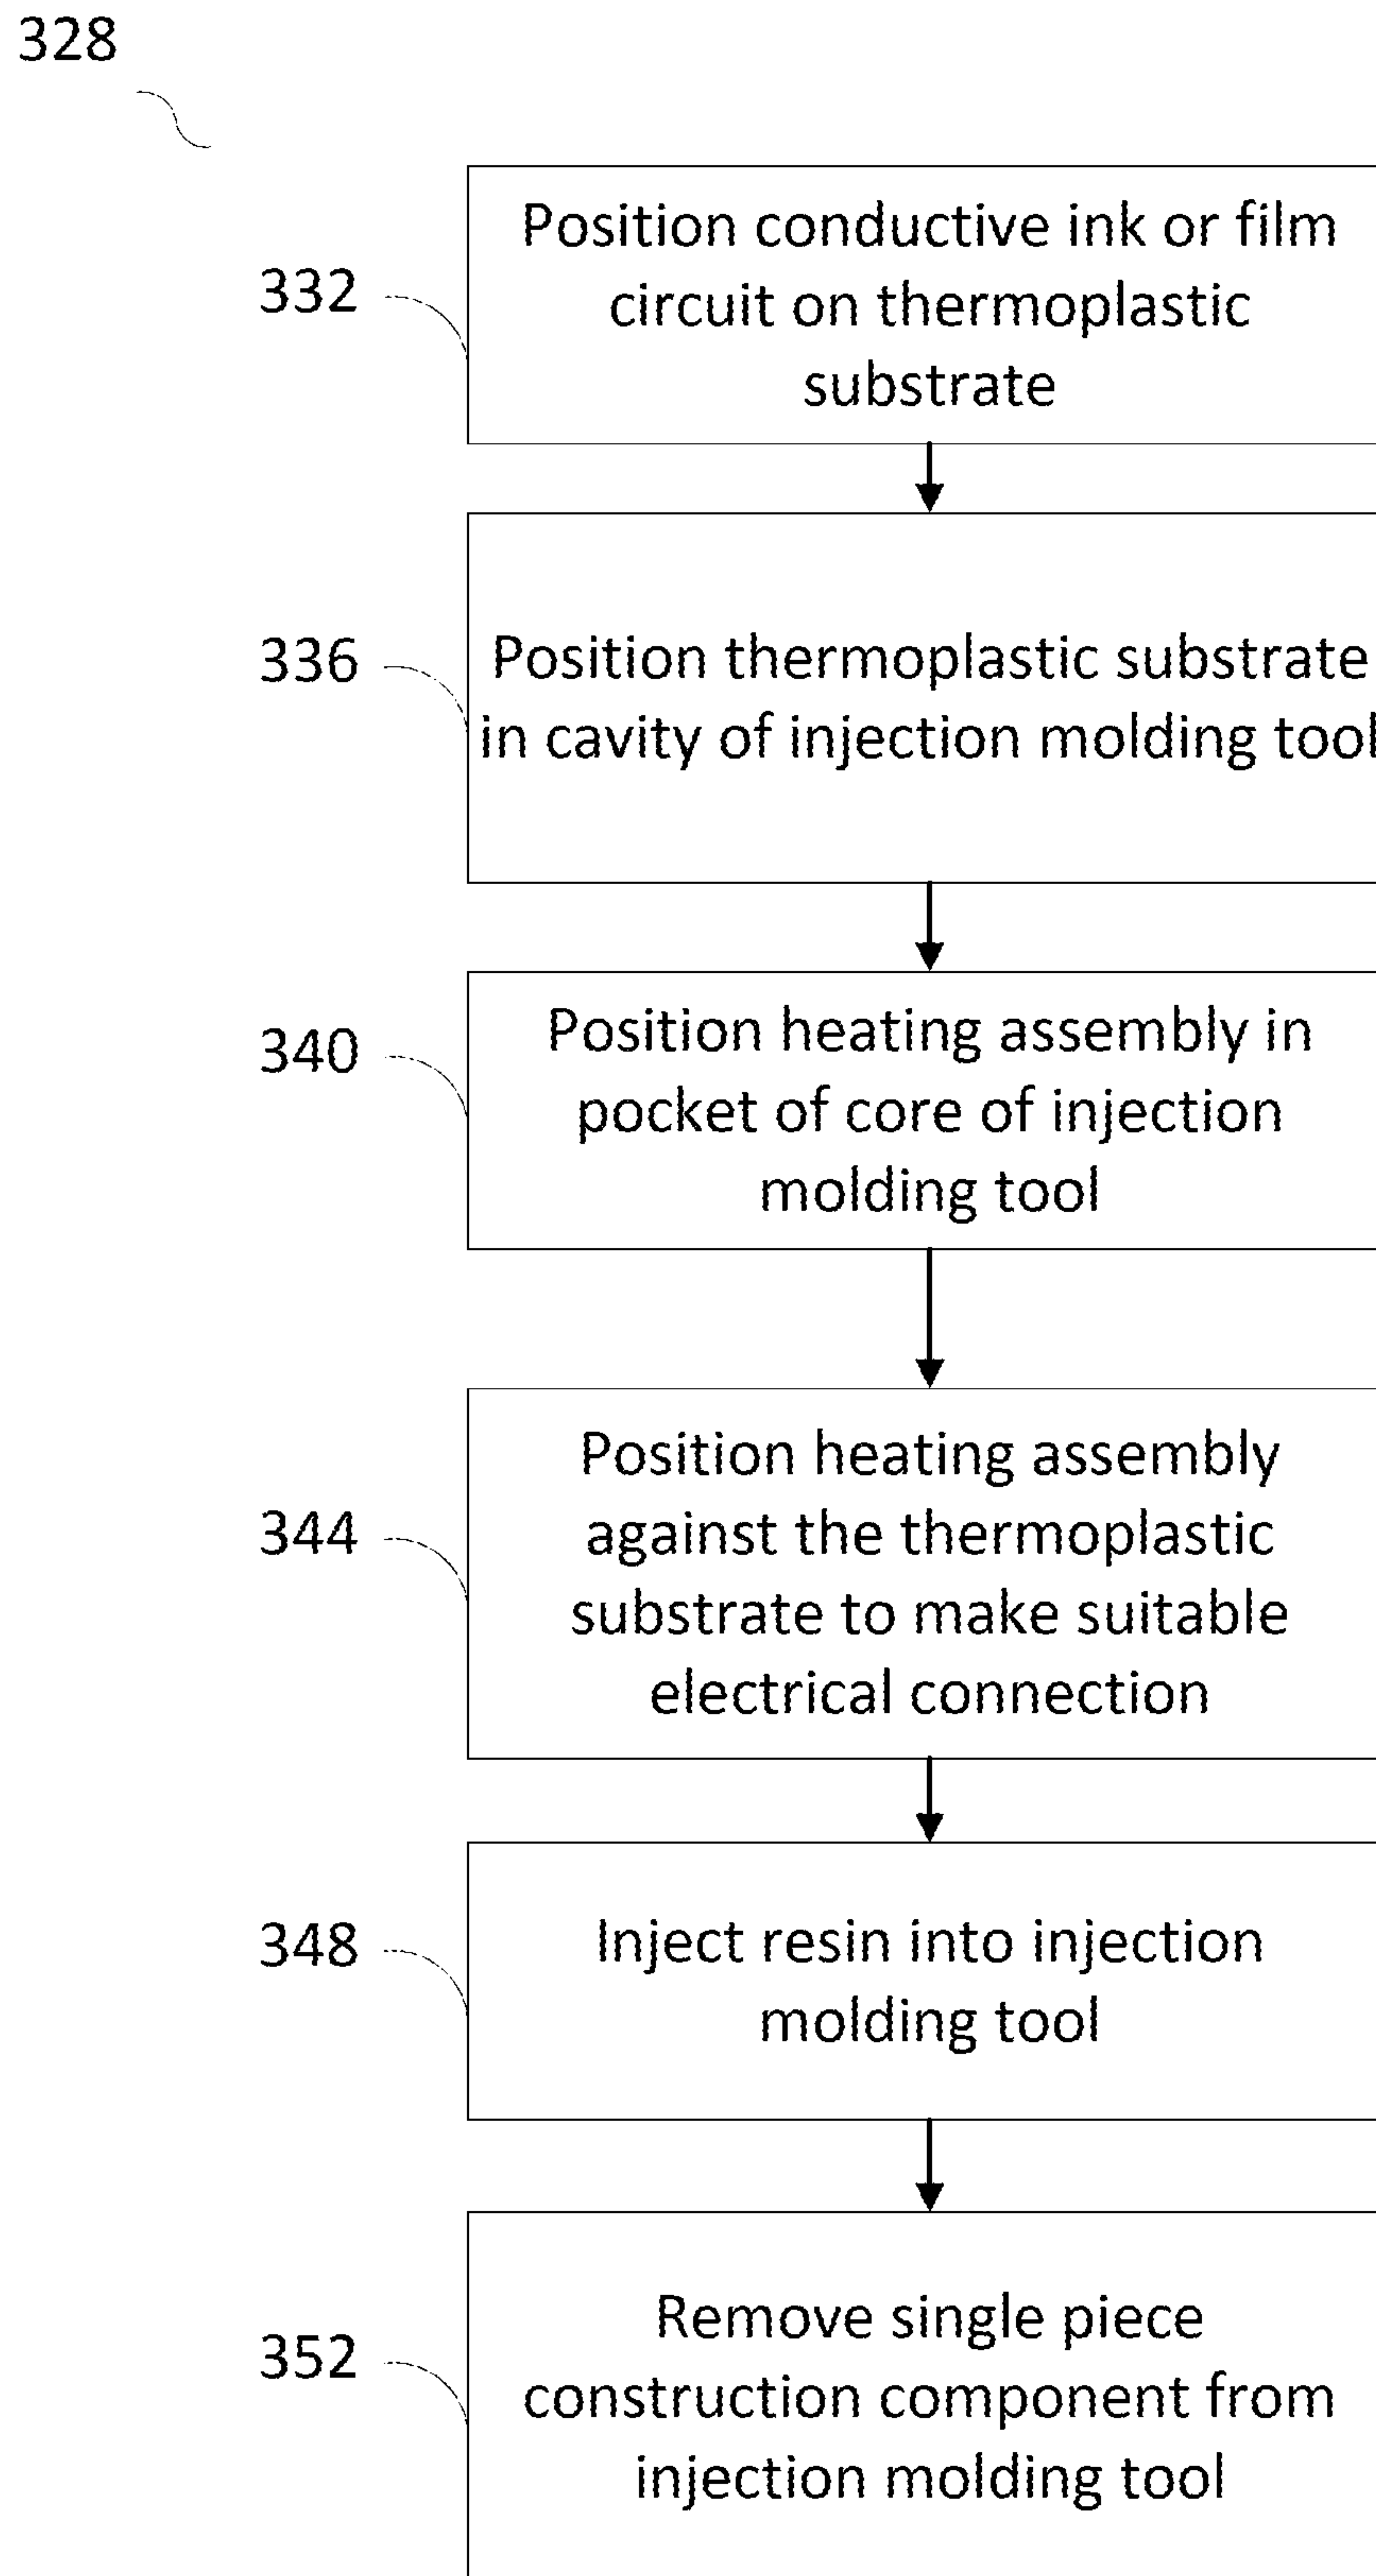 328
332
Position conductive ink or film
circuit on thermoplastic
substrate
336
Position thermoplastic substrate
in cavity of injection molding tool
340
Position heating assembly in
pocket of core of injection
molding tool
344
Position heating assembly
against the thermoplastic
substrate to make suitable
electrical connection
348
Inject resin into injection
molding tool
352
Remove single piece
construction component from
injection molding tool